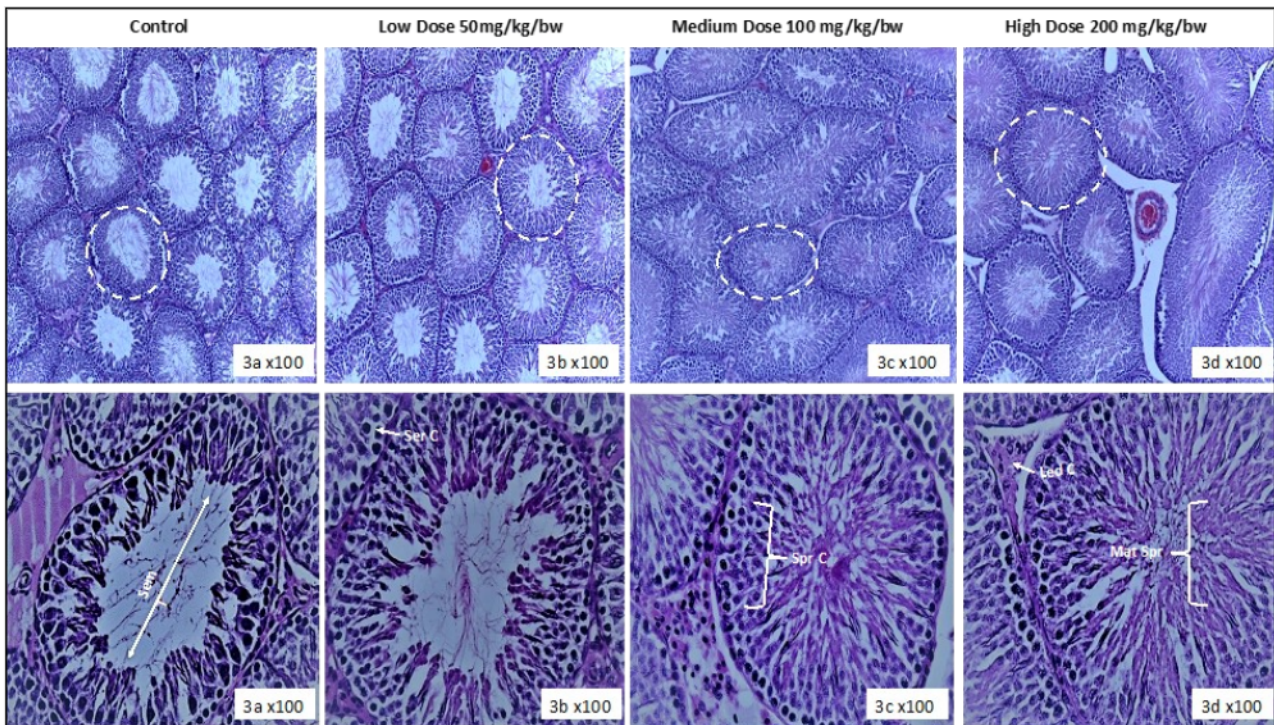 Control
Low Dose 50mg/kg/bw
Medium Dose 100 mg/kg/bw
High Dose 200 mg/kg/bw
3a x100
3b x100
3c x100
3d x100
Sem
Ser C
Spr C
Led C
Mat Spr
3a x100
3b x100
3c x100
3d x100